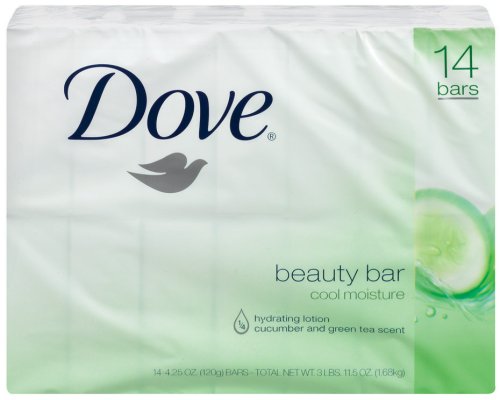 Dove®
14
bars
beauty bar
cool moisture
¼
hydrating lotion
cucumber and green tea scent
14-4.25 OZ. (120g) BARS - TOTAL NET WT. 3 LBS. 11.5 OZ. (1.68kg)